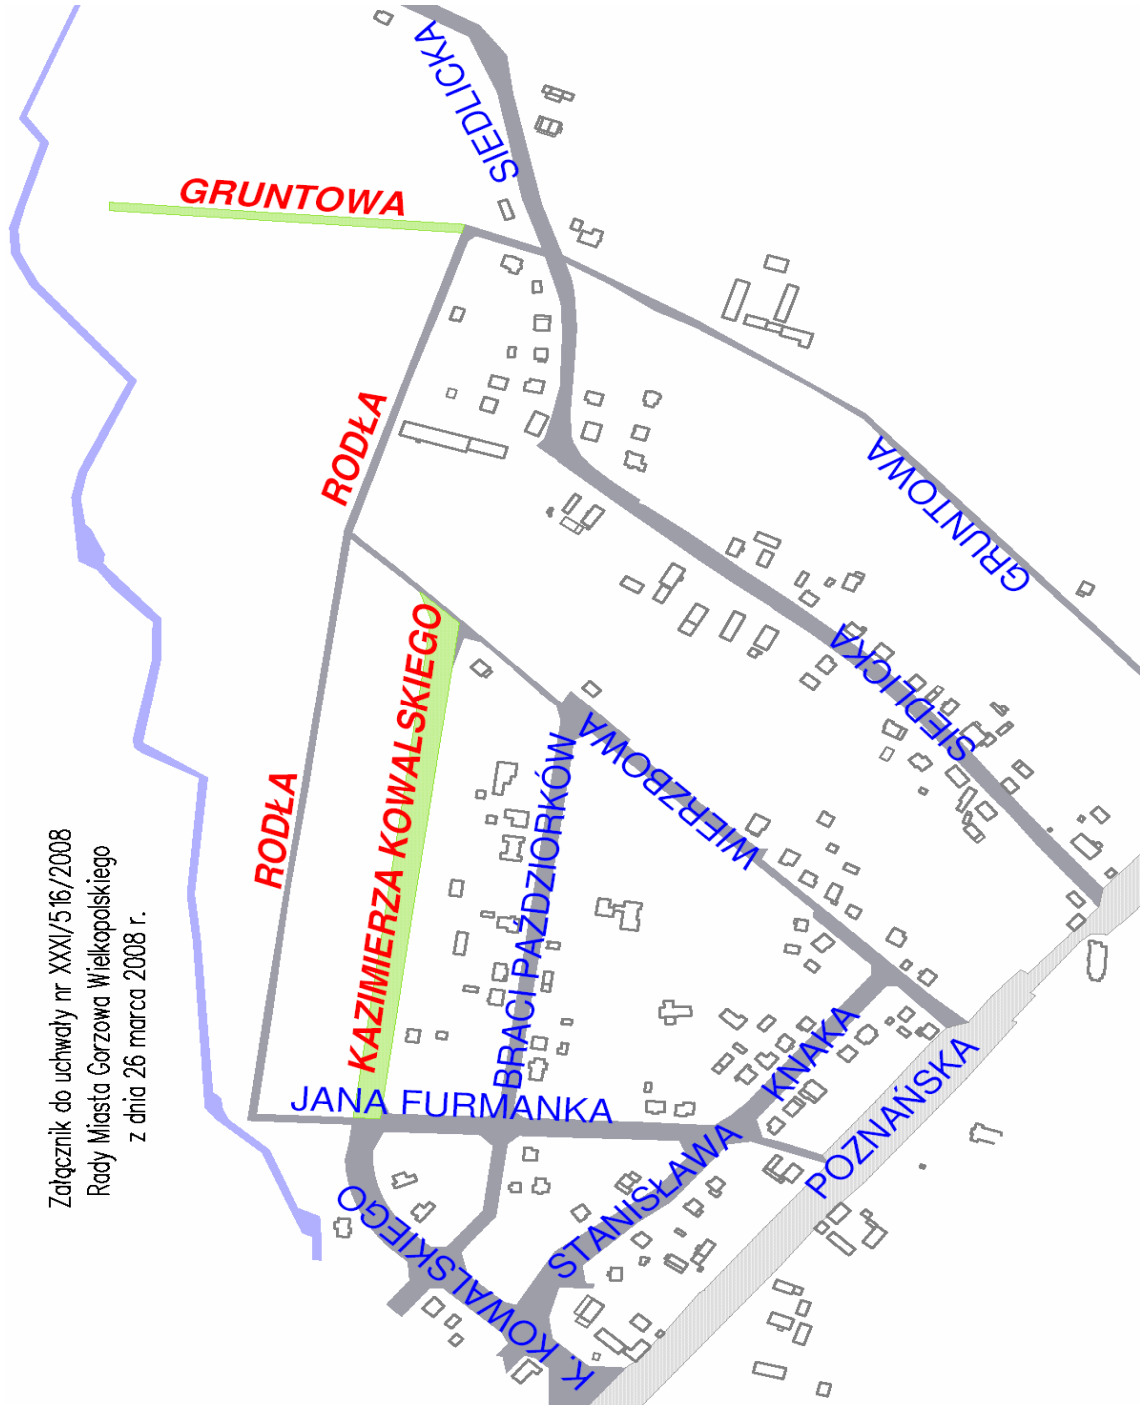 SIEDLICKA
GRUNTOWA
RODŁA
GRUNTOWA
KAZIMIERZA KOWALSKIEGO
SIEDLICKA
WIERZBOWA
BRACI PAŹDZIORKÓW
RODŁA
Załącznik do uchwały nr XXXI/516/2008
Rady Miasta Gorzowa Wielkopolskiego
z dnia 26 marca 2008 r.
JANA FURMANKA
STANISŁAWA KNAKA
POZNAŃSKA
K. KOWALSKIEGO